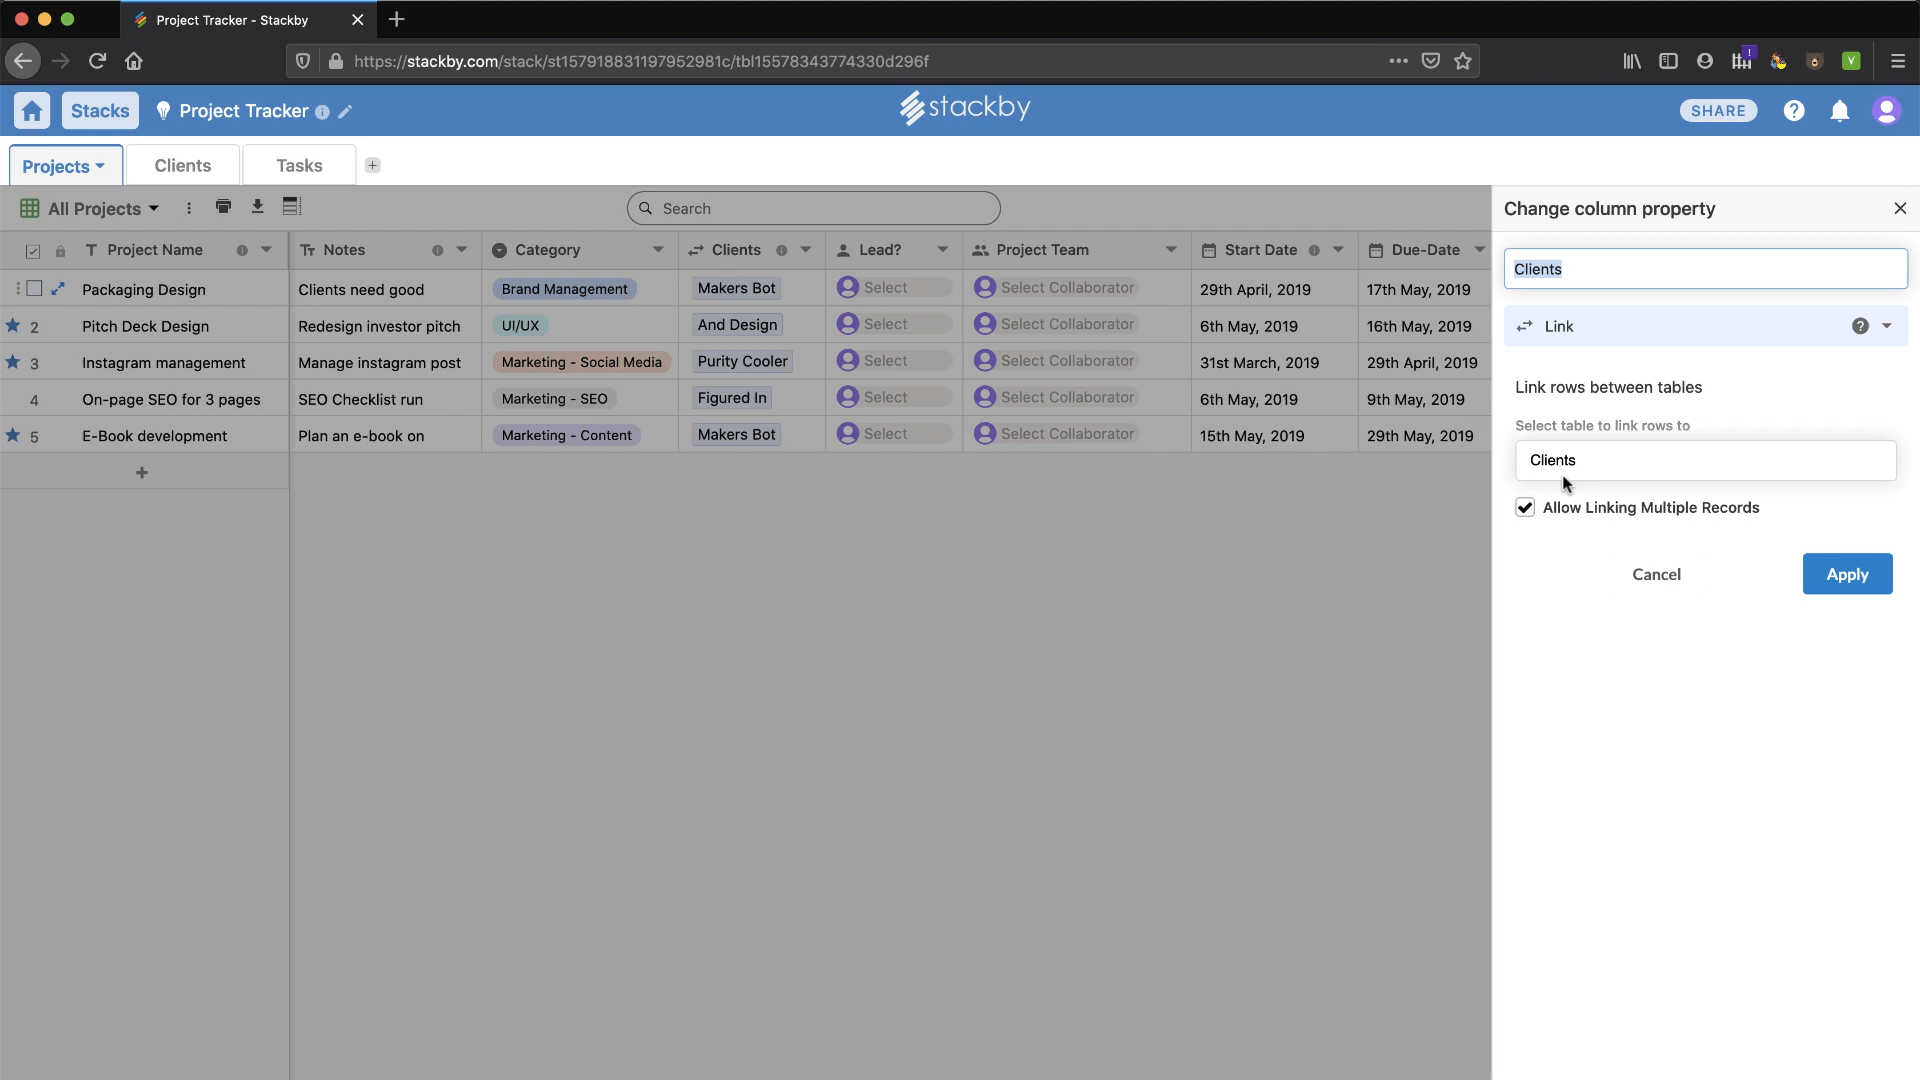 Project Tracker - Stackby
https://stackby.com/stack/st157918831197952981c/tbl15578343774330d296f
Stacks Project Tracker
stackby
SHARE
Projects Clients Tasks
All Projects
Search
Project Name Notes Category Clients Lead? Project Team Start Date Due-Date
Packaging Design Clients need good Brand Management Makers Bot Select Select Collaborator 29th April, 2019 17th May, 2019
2 Pitch Deck Design Redesign investor pitch UI/UX And Design Select Select Collaborator 6th May, 2019 16th May, 2019
3 Instagram management Manage instagram post Marketing - Social Media Purity Cooler Select Select Collaborator 31st March, 2019 29th April, 2019
4 On-page SEO for 3 pages SEO Checklist run Marketing - SEO Figured In Select Select Collaborator 6th May, 2019 9th May, 2019
5 E-Book development Plan an e-book on Marketing - Content Makers Bot Select Select Collaborator 15th May, 2019 29th May, 2019
Change column property
Clients
Link
Link rows between tables
Select table to link rows to
Clients
Allow Linking Multiple Records
Cancel Apply